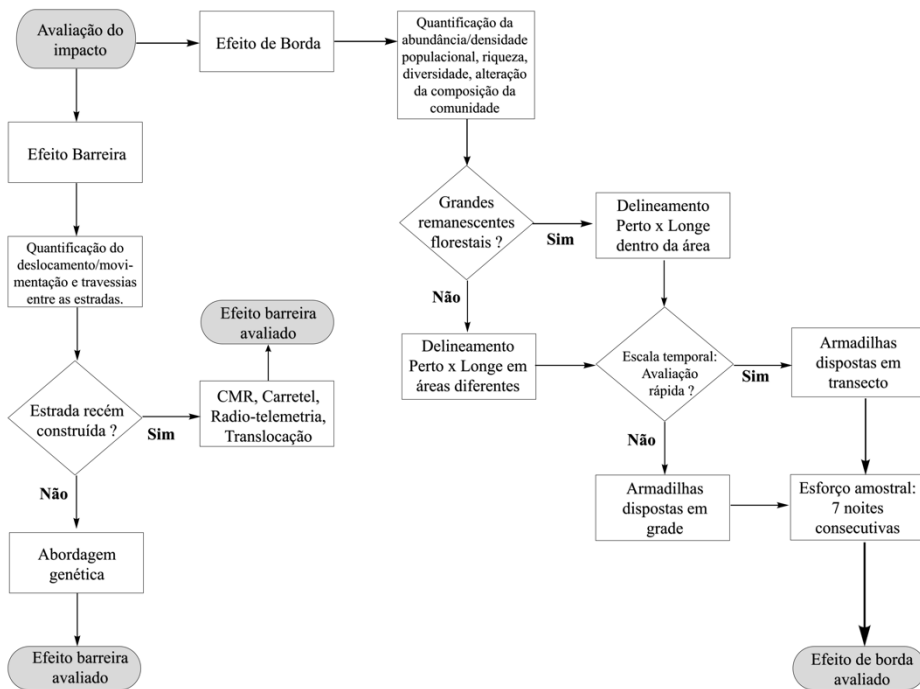 Avaliação do
impacto
Efeito de Borda
Quantificação da
abundância/densidade
populacional, riqueza,
diversidade, alteração
da composição da
comunidade
Efeito Barreira
Quantificação do
deslocamento/movi-
mentação e travessias
entre as estradas.
Estrada recém
construída ?
Sim
CMR, Carretel,
Radio-telemetria,
Translocação
Efeito barreira
avaliado
Não
Abordagem
genética
Efeito barreira
avaliado
Grandes
remanescentes
florestais ?
Sim
Delineamento
Perto x Longe
dentro da área
Não
Delineamento
Perto x Longe em
áreas diferentes
Escala temporal:
Avaliação
rápida ?
Sim
Armadilhas
dispostas em
transecto
Não
Armadilhas
dispostas em
grade
Esforço amostral:
7 noites
consecutivas
Efeito de borda
avaliado